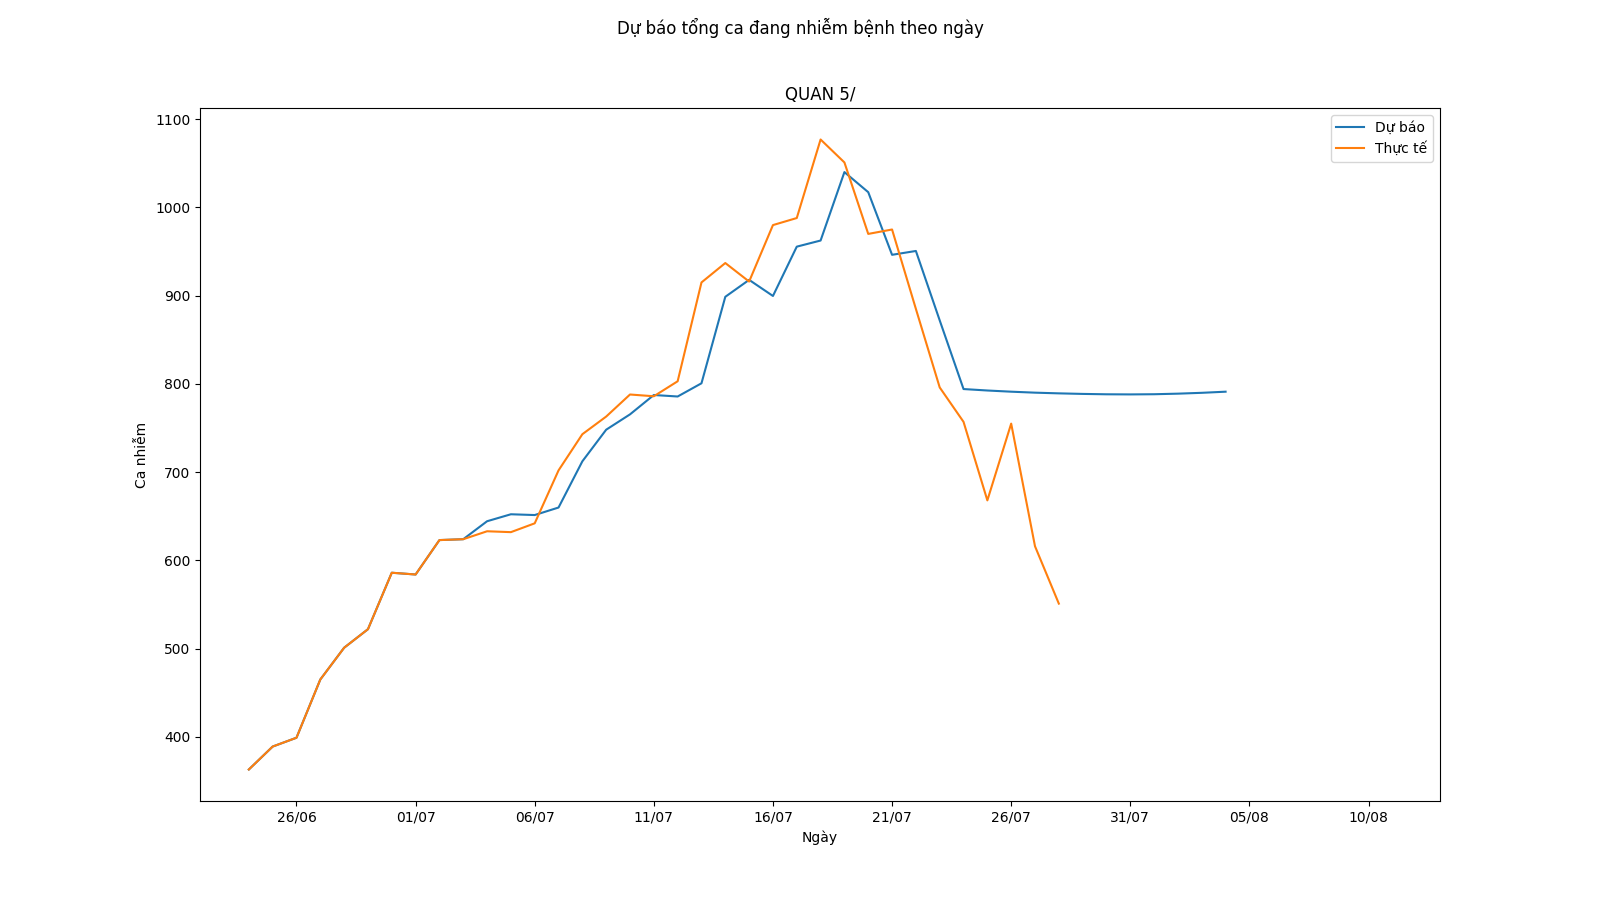 Dự báo tổng ca đang nhiễm bệnh theo ngày
QUAN 5/
Dự báo
Thực tế
Ca nhiễm
1100
1000
900
800
700
600
500
400
26/06 01/07 06/07 11/07 16/07 21/07 26/07 31/07 05/08 10/08
Ngày